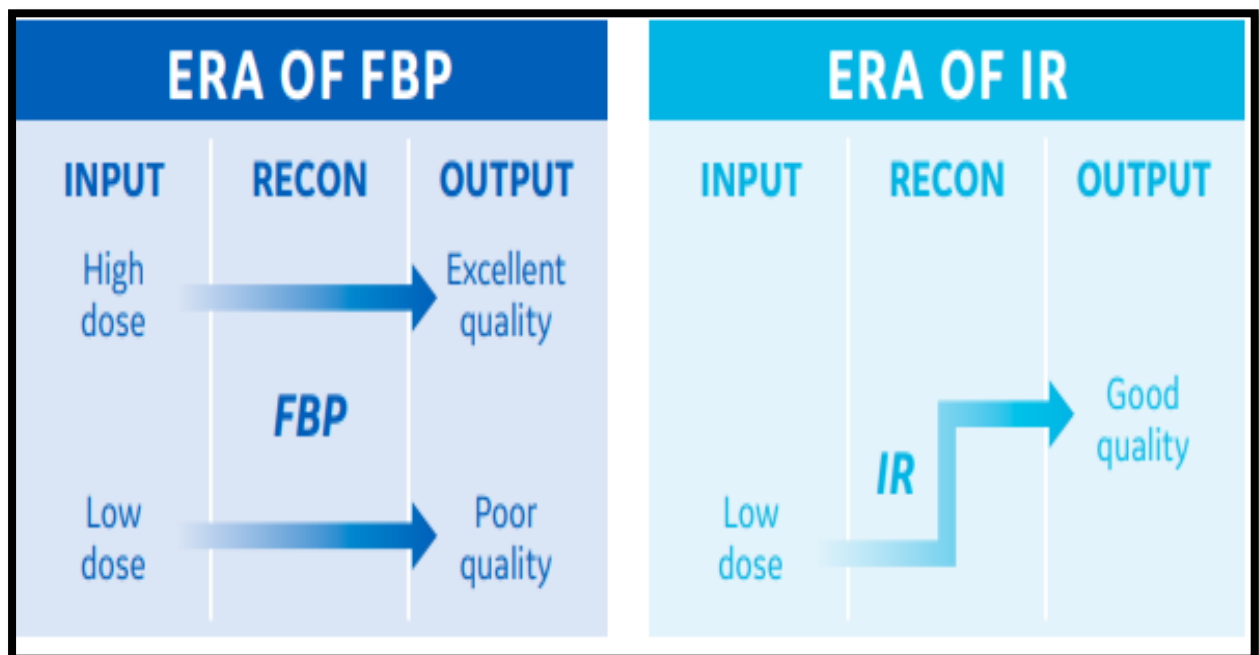 ERA OF FBP
INPUT RECON OUTPUT
High
dose
Excellent
quality
FBP
Low
dose
Poor
quality
ERA OF IR
INPUT RECON OUTPUT
Good
quality
IR
Low
dose